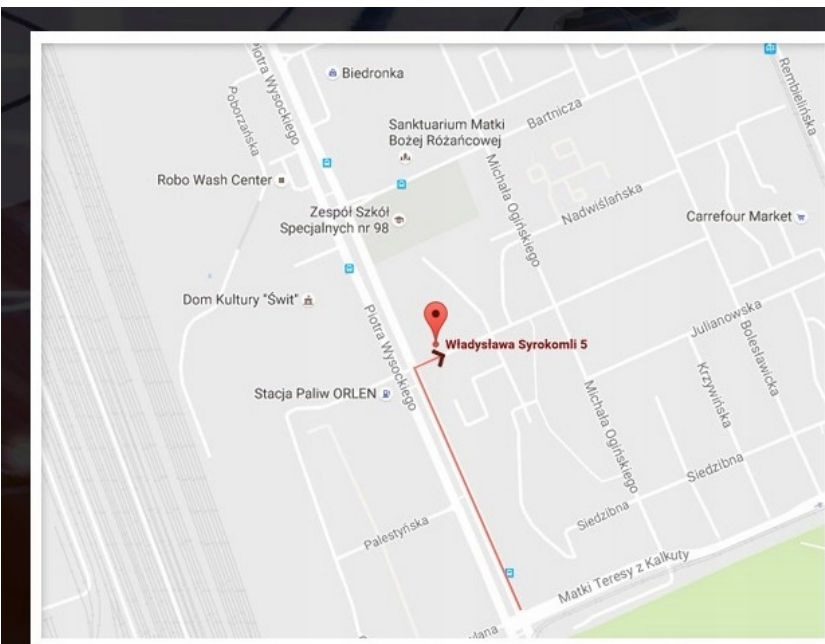 Piotra Wysockiego
Biedronka
Poborzańska
Rembielińska
Bartnicza
Sanktuarium Matki
Bożej Różańcowej
Michała Ogińskiego
Robo Wash Center
Nadwiślańska
Zespół Szkół
Specjalnych nr 98
Carrefour Market
Dom Kultury "Świt"
Piotra Wysockiego
Julianowska
Bolesławicka
Władysława Syrokomli 5
Krzywińska
Stacja Paliw ORLEN
Michała Ogińskiego
Siedzibna
Siedzibna
Palestyńska
Matki Teresy z Kalkuty